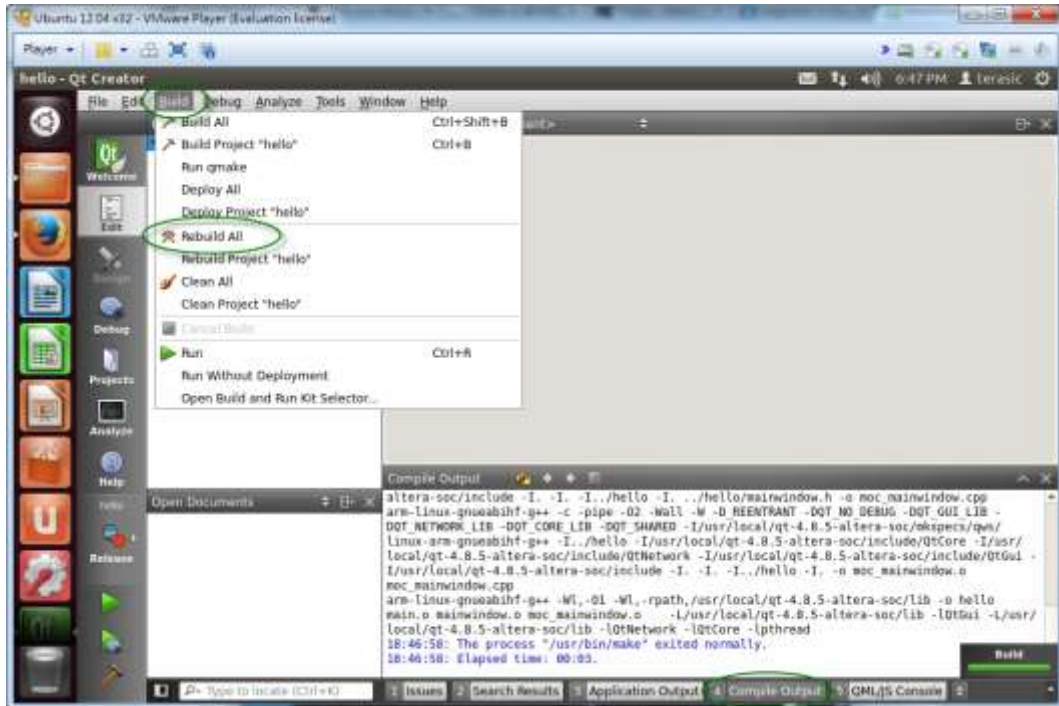 Ubuntu 12.04 x32 - VMware Player (Evaluation license)
Player
hello - Qt Creator
6:47 PM terasic
File Edit Build Debug Analyze Tools Window Help
Build All Ctrl+Shift+B
Build Project "hello" Ctrl+B
Run qmake
Deploy All
Deploy Project "hello"
Rebuild All
Rebuild Project "hello"
Clean All
Clean Project "hello"
Cancel Build
Run Ctrl+R
Run Without Deployment
Open Build and Run Kit Selector...
Qt
Welcome
Edit
Design
Debug
Projects
Analyze
Help
hello
Release
Open Documents
Compile Output
altera-soc/include -I. -I. -I../hello -I. ../hello/mainwindow.h -o moc_mainwindow.cpp
arm-linux-gnueabihf-g++ -c -pipe -O2 -Wall -W -D_REENTRANT -DQT_NO_DEBUG -DQT_GUI_LIB -
DQT_NETWORK_LIB -DQT_CORE_LIB -DQT_SHARED -I/usr/local/qt-4.8.5-altera-soc/mkspecs/qws/
linux-arm-gnueabihf-g++ -I../hello -I/usr/local/qt-4.8.5-altera-soc/include/QtCore -I/usr/
local/qt-4.8.5-altera-soc/include/QtNetwork -I/usr/local/qt-4.8.5-altera-soc/include/QtGui -
I/usr/local/qt-4.8.5-altera-soc/include -I. -I. -I../hello -I. -o moc_mainwindow.o
moc_mainwindow.cpp
arm-linux-gnueabihf-g++ -Wl,-O1 -Wl,-rpath,/usr/local/qt-4.8.5-altera-soc/lib -o hello
main.o mainwindow.o moc_mainwindow.o -L/usr/local/qt-4.8.5-altera-soc/lib -lQtGui -L/usr/
local/qt-4.8.5-altera-soc/lib -lQtNetwork -lQtCore -lpthread
18:46:58: The process "/usr/bin/make" exited normally.
18:46:58: Elapsed time: 00:03.
Build
Type to locate (Ctrl+K)
1 Issues 2 Search Results 3 Application Output 4 Compile Output 5 QML/JS Console